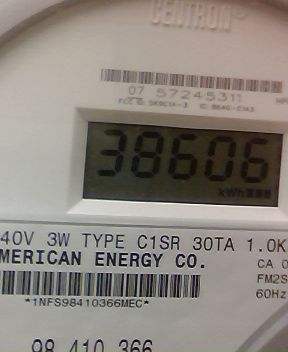 CENTRON
07 57245311
38606
kWh
40V 3W TYPE C1SR 30TA 1.0K
MERICAN ENERGY CO.
CA 0
FM2S
60Hz
*1NFS98410366MEC*
98 410 366